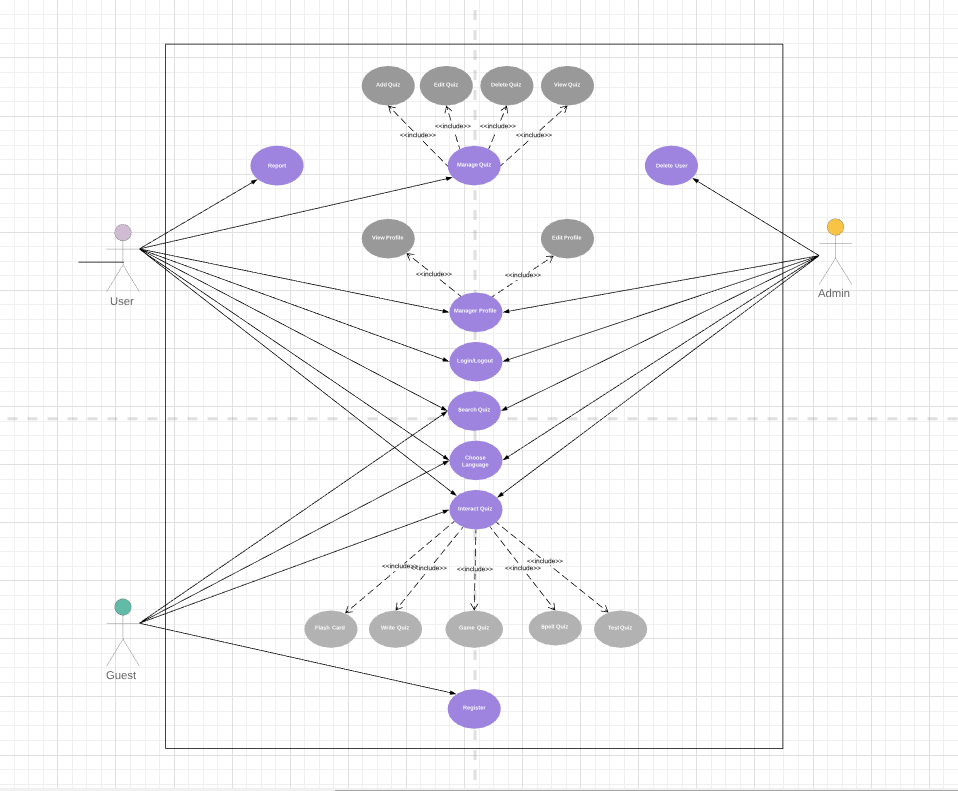 Add Quiz
Edit Quiz
Delete Quiz
View Quiz
<<include>>
<<include>>
<<include>>
<<include>>
Report
Manage Quiz
Delete User
View Profile
Edit Profile
<<include>>
<<include>>
User
Admin
Manager Profile
Login/Logout
Search Quiz
Choose
Language
Interact Quiz
<<include>>
<<include>>
<<include>>
<<include>>
<<include>>
Flash Card
Write Quiz
Game Quiz
Spell Quiz
Test Quiz
Guest
Register